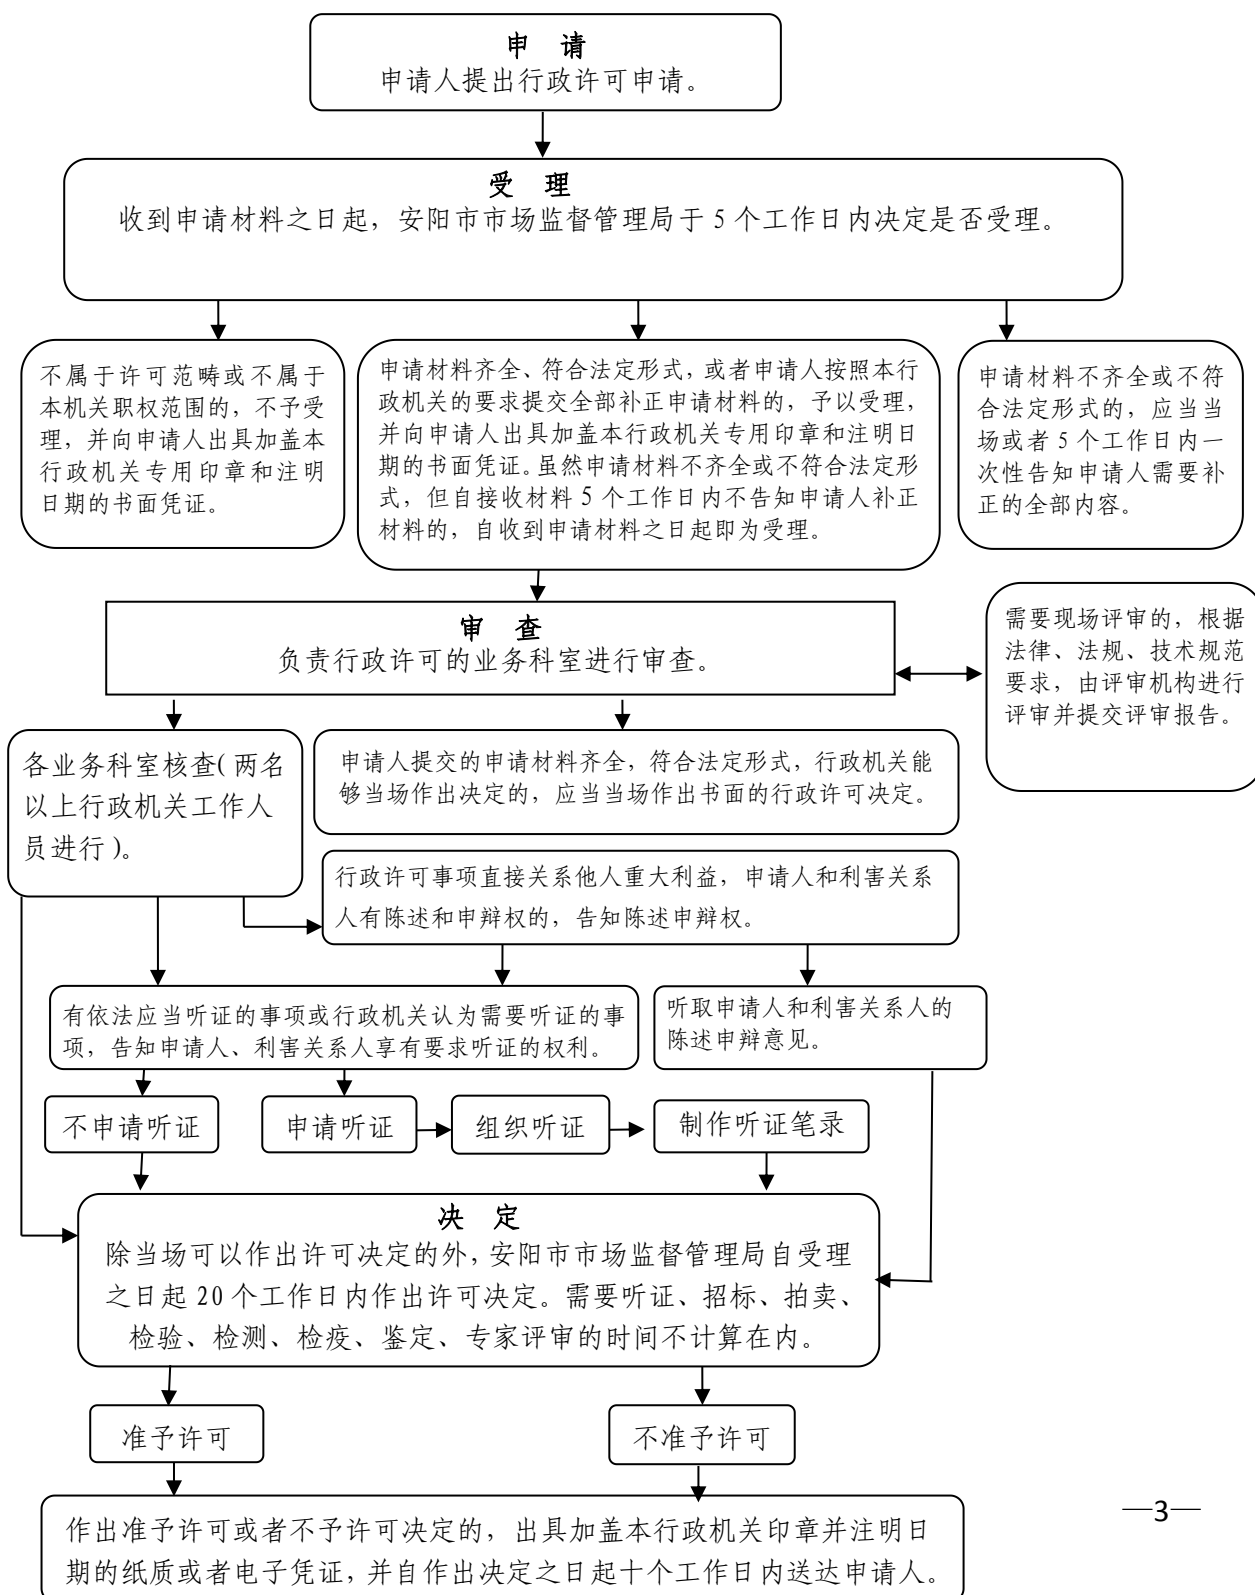 申 请
申请人提出行政许可申请。
受 理
收到申请材料之日起，安阳市市场监督管理局于 5 个工作日内决定是否受理。
不属于许可范畴或不属于
本机关职权范围的，不予受
理，并向申请人出具加盖本
行政机关专用印章和注明
日期的书面凭证。
申请材料齐全、符合法定形式，或者申请人按照本行
政机关的要求提交全部补正申请材料的，予以受理，
并向申请人出具加盖本行政机关专用印章和注明日
期的书面凭证。虽然申请材料不齐全或不符合法定形
式，但自接收材料 5 个工作日内不告知申请人补正
材料的，自收到申请材料之日起即为受理。
申请材料不齐全或不符
合法定形式的，应当当
场或者 5 个工作日内一
次性告知申请人需要补
正的全部内容。
审 查
负责行政许可的业务科室进行审查。
需要现场评审的，根据
法律、法规、技术规范
要求，由评审机构进行
评审并提交评审报告。
各业务科室核查(两名
以上行政机关工作人
员进行)。
申请人提交的申请材料齐全，符合法定形式，行政机关能
够当场作出决定的，应当当场作出书面的行政许可决定。
行政许可事项直接关系他人重大利益，申请人和利害关系
人有陈述和申辩权的，告知陈述申辩权。
有依法应当听证的事项或行政机关认为需要听证的事
项，告知申请人、利害关系人享有要求听证的权利。
听取申请人和利害关系人的
陈述申辩意见。
不申请听证
申请听证
组织听证
制作听证笔录
决 定
除当场可以作出许可决定的外，安阳市市场监督管理局自受理
之日起 20 个工作日内作出许可决定。需要听证、招标、拍卖、
检验、检测、检疫、鉴定、专家评审的时间不计算在内。
准予许可
不准予许可
作出准予许可或者不予许可决定的，出具加盖本行政机关印章并注明日
期的纸质或者电子凭证，并自作出决定之日起十个工作日内送达申请人。
—3—